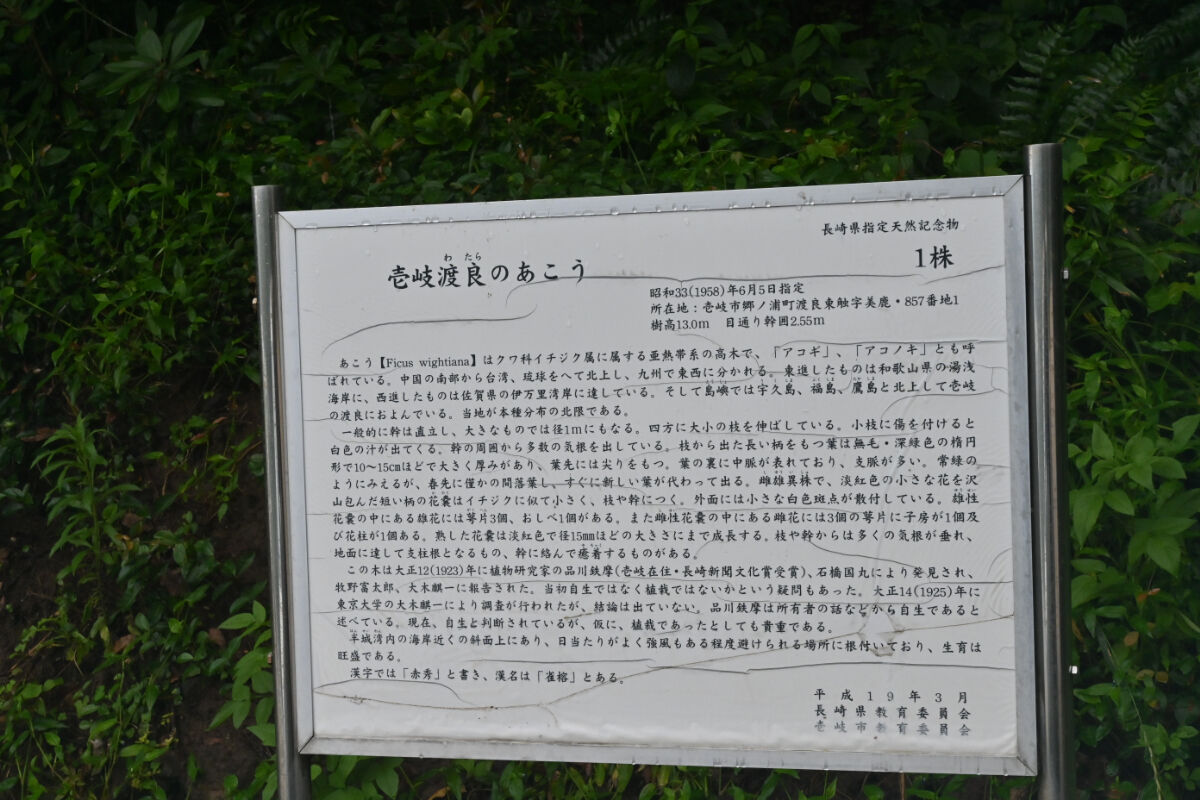 長崎県指定天然記念物
壱岐渡良のあこう
わたら
1株
昭和33(1958)年6月5日指定
所在地：壱岐市郷ノ浦町渡良東触字美鹿・857番地1
樹高13.0m 目通り幹囲2.55m
あこう【Ficus wightiana】はクワ科イチジク属に属する亜熱帯系の高木で、「アコギ」、「アコノキ」とも呼
ばれている。中国の南部から台湾、琉球をへて北上し、九州で東西に分かれる。東進したものは和歌山県の湯浅
海岸に、西進したものは佐賀県の伊万里湾岸に達している。そして島嶼では宇久島、福島、鷹島と北上して壱岐
の渡良におよんでいる。当地が本種分布の北限である。
一般的に幹は直立し、大きなものでは径1mにもなる。四方に大小の枝を伸ばしている。小枝に傷を付けると
白色の汁が出てくる。幹の周囲から多数の気根を出している。枝から出た長い柄をもつ葉は無毛・深緑色の楕円
形で10〜15㎝ほどで大きく厚みがあり、葉先には尖りをもつ。葉の裏に中脈が表れており、支脈が多い。常緑の
ようにみえるが、春先に僅かの間落葉し、すぐに新しい葉が代わって出る。雌雄異株で、淡紅色の小さな花を沢
山包んだ短い柄の花嚢はイチジクに似て小さく、枝や幹につく。外面には小さな白色斑点が散付している。雄性
花嚢の中にある雄花には萼片3個、おしべ1個がある。また雌性花嚢の中にある雌花には3個の萼片に子房が1個及
び花柱が1個ある。熟した花嚢は淡紅色で径15㎜ほどの大きさにまで成長する。枝や幹からは多くの気根が垂れ、
地面に達して支柱根となるもの、幹に絡んで癒着するものがある。
この木は大正12(1923)年に植物研究家の品川鉄摩(壱岐在住・長崎新聞文化賞受賞)、石橋国丸により発見され、
牧野富太郎、大木麒一に報告された。当初自生ではなく植栽ではないかという疑問もあった。大正14(1925)年に
東京大学の大木麒一により調査が行われたが、結論は出ていない。品川鉄摩は所有者の話などから自生であると
述べている。現在、自生と判断されているが、仮に、植栽であったとしても貴重である。
半城湾内の海岸近くの斜面上にあり、日当たりがよく強風もある程度避けられる場所に根付いており、生育は
旺盛である。
漢字では「赤秀」と書き、漢名は「雀榕」とある。
平成19年3月
長崎県教育委員会
壱岐市教育委員会